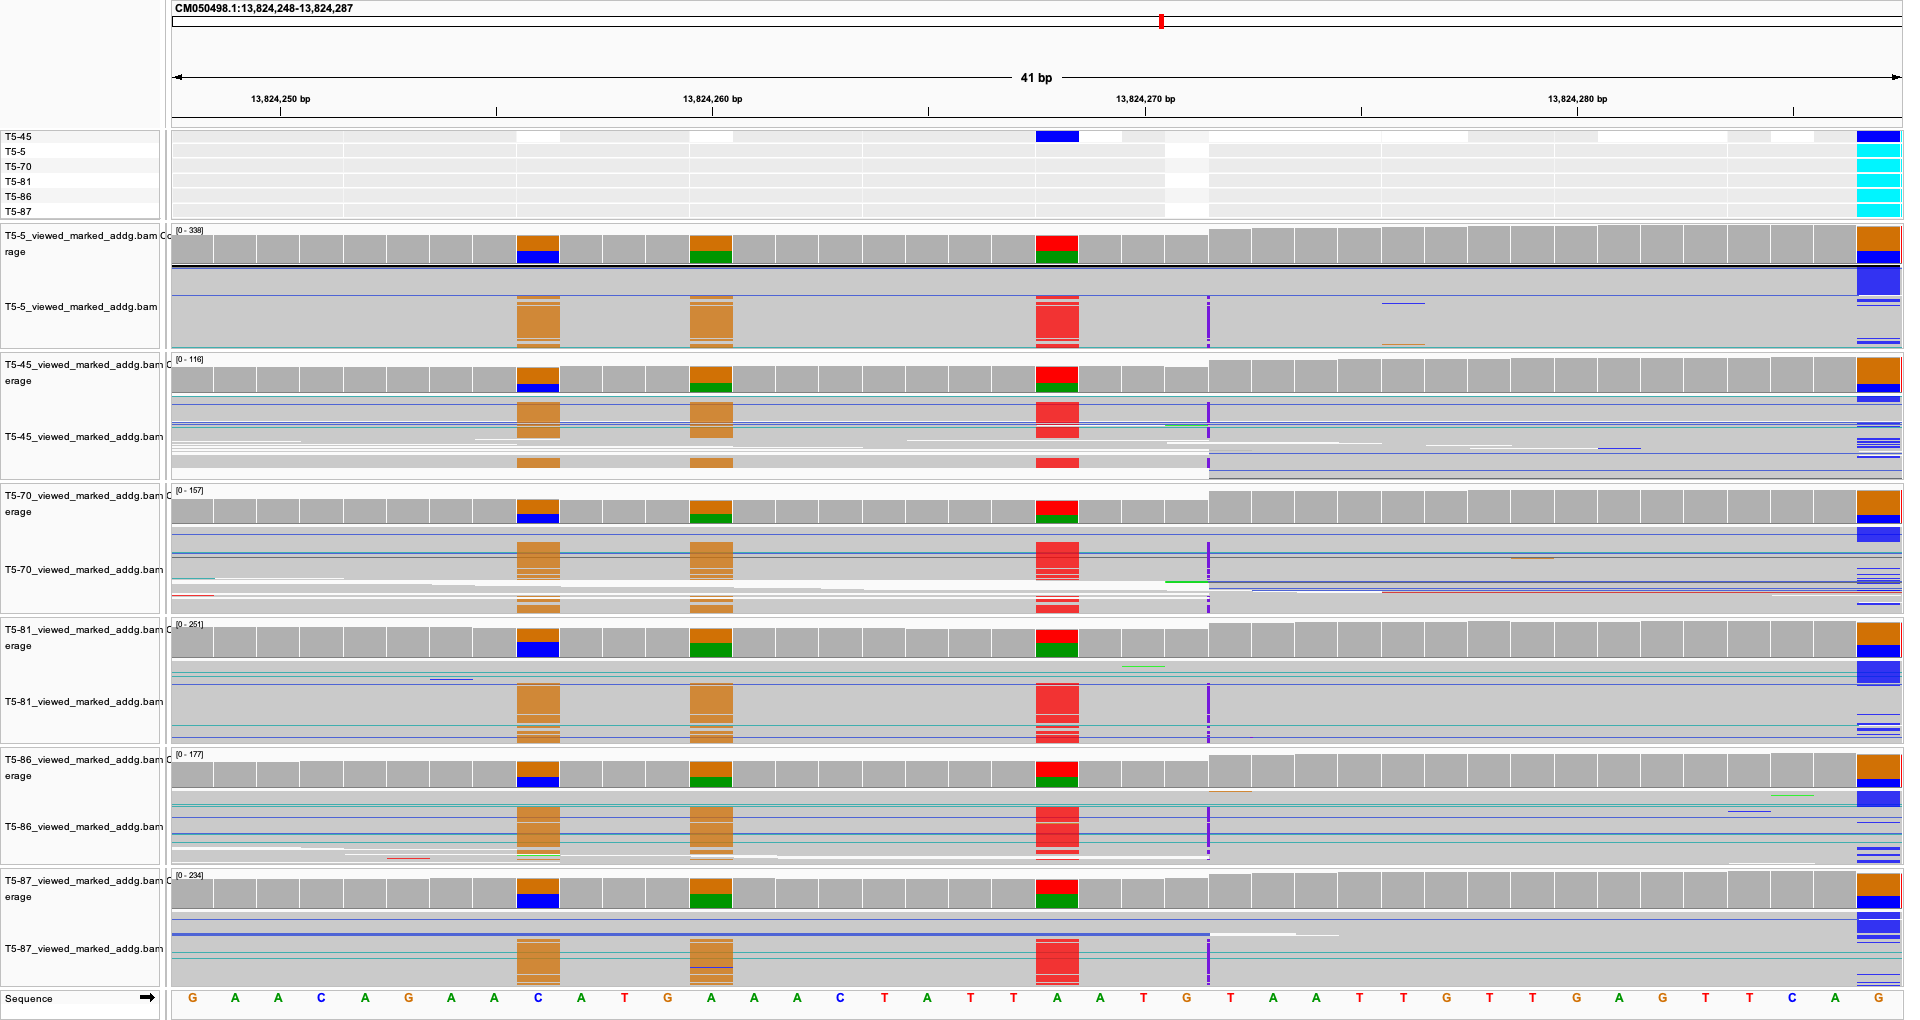 CM050498.1:13,824,248-13,824,287
41 bp
13,824,250 bp 13,824,260 bp 13,824,270 bp 13,824,280 bp
T5-45
T5-5
T5-70
T5-81
T5-86
T5-87
T5-5_viewed_marked_addg.bam Co
rage
[0 - 338]
T5-5_viewed_marked_addg.bam
T5-45_viewed_marked_addg.bam C
erage
[0 - 116]
T5-45_viewed_marked_addg.bam
T5-70_viewed_marked_addg.bam C
erage
[0 - 157]
T5-70_viewed_marked_addg.bam
T5-81_viewed_marked_addg.bam C
erage
[0 - 251]
T5-81_viewed_marked_addg.bam
T5-86_viewed_marked_addg.bam C
erage
[0 - 177]
T5-86_viewed_marked_addg.bam
T5-87_viewed_marked_addg.bam C
erage
[0 - 234]
T5-87_viewed_marked_addg.bam
Sequence G A A C A G A A C A T G A A A C T A T T A A T G T A A T T G T T G A G T T C A G